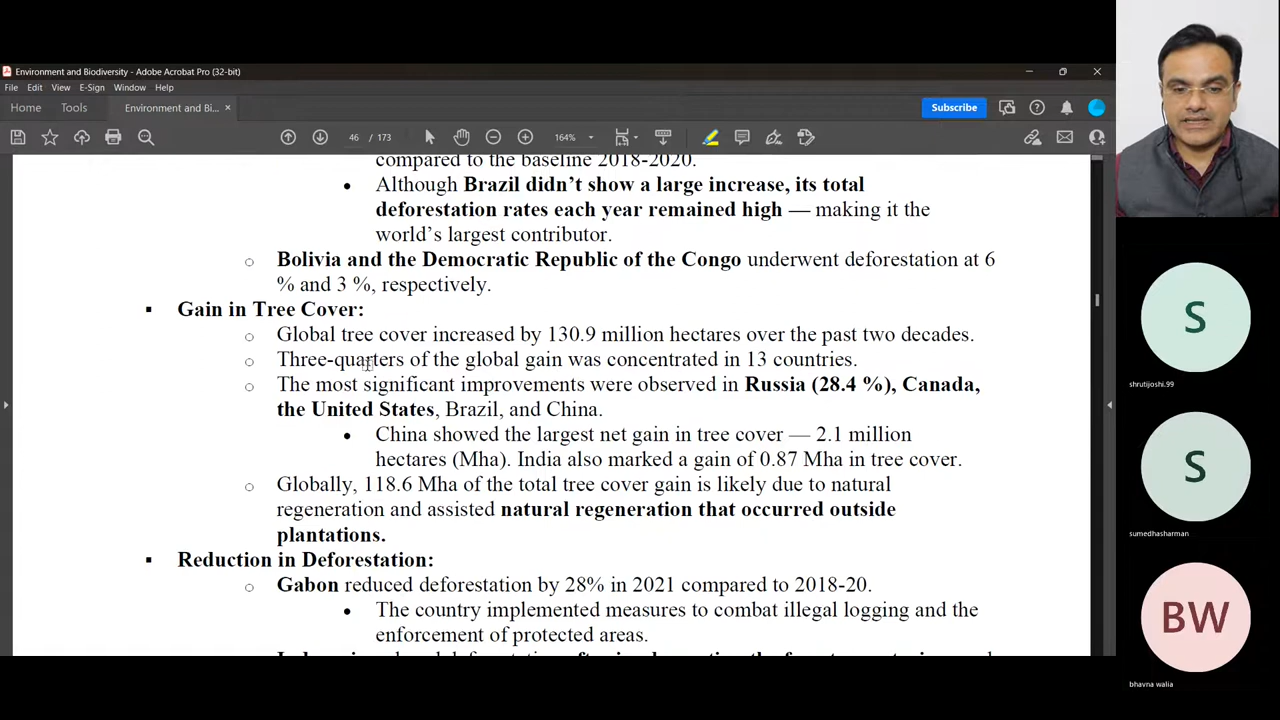 Environment and Biodiversity - Adobe Acrobat Pro (32-bit)
File Edit View E-Sign Window Help
Home Tools Environment and Bi... × Subscribe
46 / 173 164%
compared to the baseline 2018-2020.
• Although Brazil didn’t show a large increase, its total
deforestation rates each year remained high — making it the
world’s largest contributor.
o Bolivia and the Democratic Republic of the Congo underwent deforestation at 6
% and 3 %, respectively.
▪ Gain in Tree Cover:
o Global tree cover increased by 130.9 million hectares over the past two decades.
o Three-quarters of the global gain was concentrated in 13 countries.
o The most significant improvements were observed in Russia (28.4 %), Canada,
the United States, Brazil, and China.
• China showed the largest net gain in tree cover — 2.1 million
hectares (Mha). India also marked a gain of 0.87 Mha in tree cover.
o Globally, 118.6 Mha of the total tree cover gain is likely due to natural
regeneration and assisted natural regeneration that occurred outside
plantations.
▪ Reduction in Deforestation:
o Gabon reduced deforestation by 28% in 2021 compared to 2018-20.
• The country implemented measures to combat illegal logging and the
enforcement of protected areas.
S
shrutijoshi.99
S
sumedhasharman
BW
bhavna walia